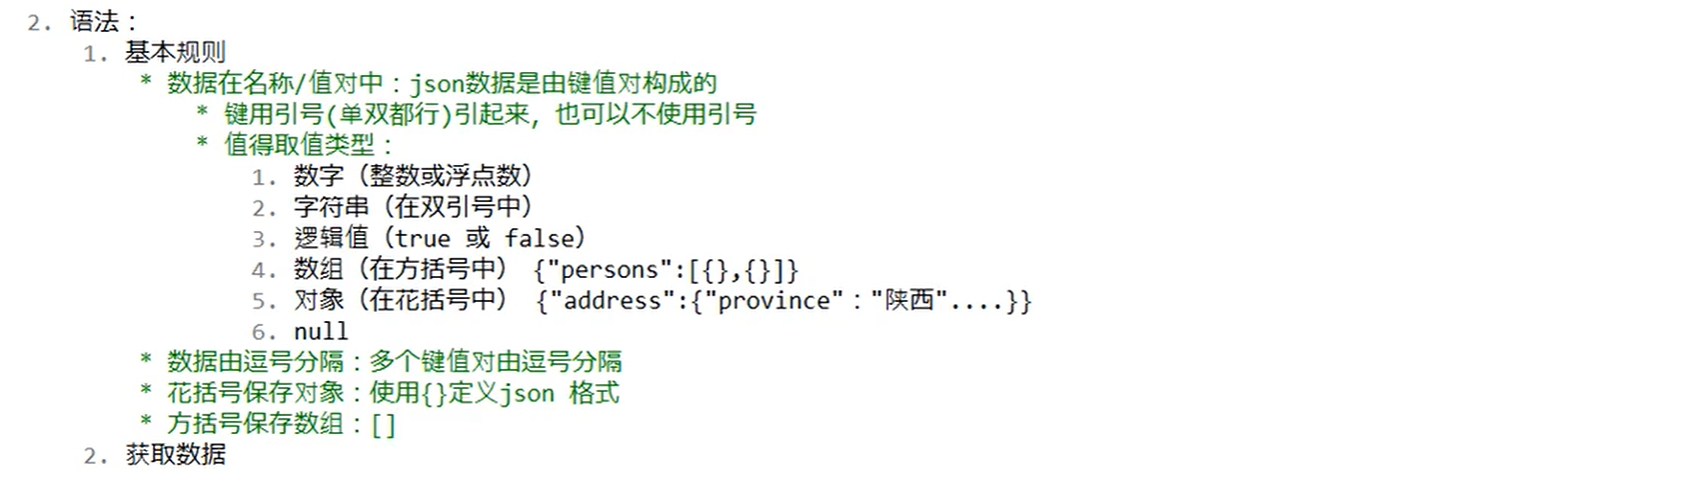 2. 语法：
1. 基本规则
* 数据在名称/值对中：json数据是由键值对构成的
* 键用引号(单双都行)引起来，也可以不使用引号
* 值得取值类型：
1. 数字（整数或浮点数）
2. 字符串（在双引号中）
3. 逻辑值（true 或 false）
4. 数组（在方括号中） {"persons":[{},{}]}
5. 对象（在花括号中） {"address":{"province"："陕西"....}}
6. null
* 数据由逗号分隔：多个键值对由逗号分隔
* 花括号保存对象：使用{}定义json 格式
* 方括号保存数组：[]
2. 获取数据